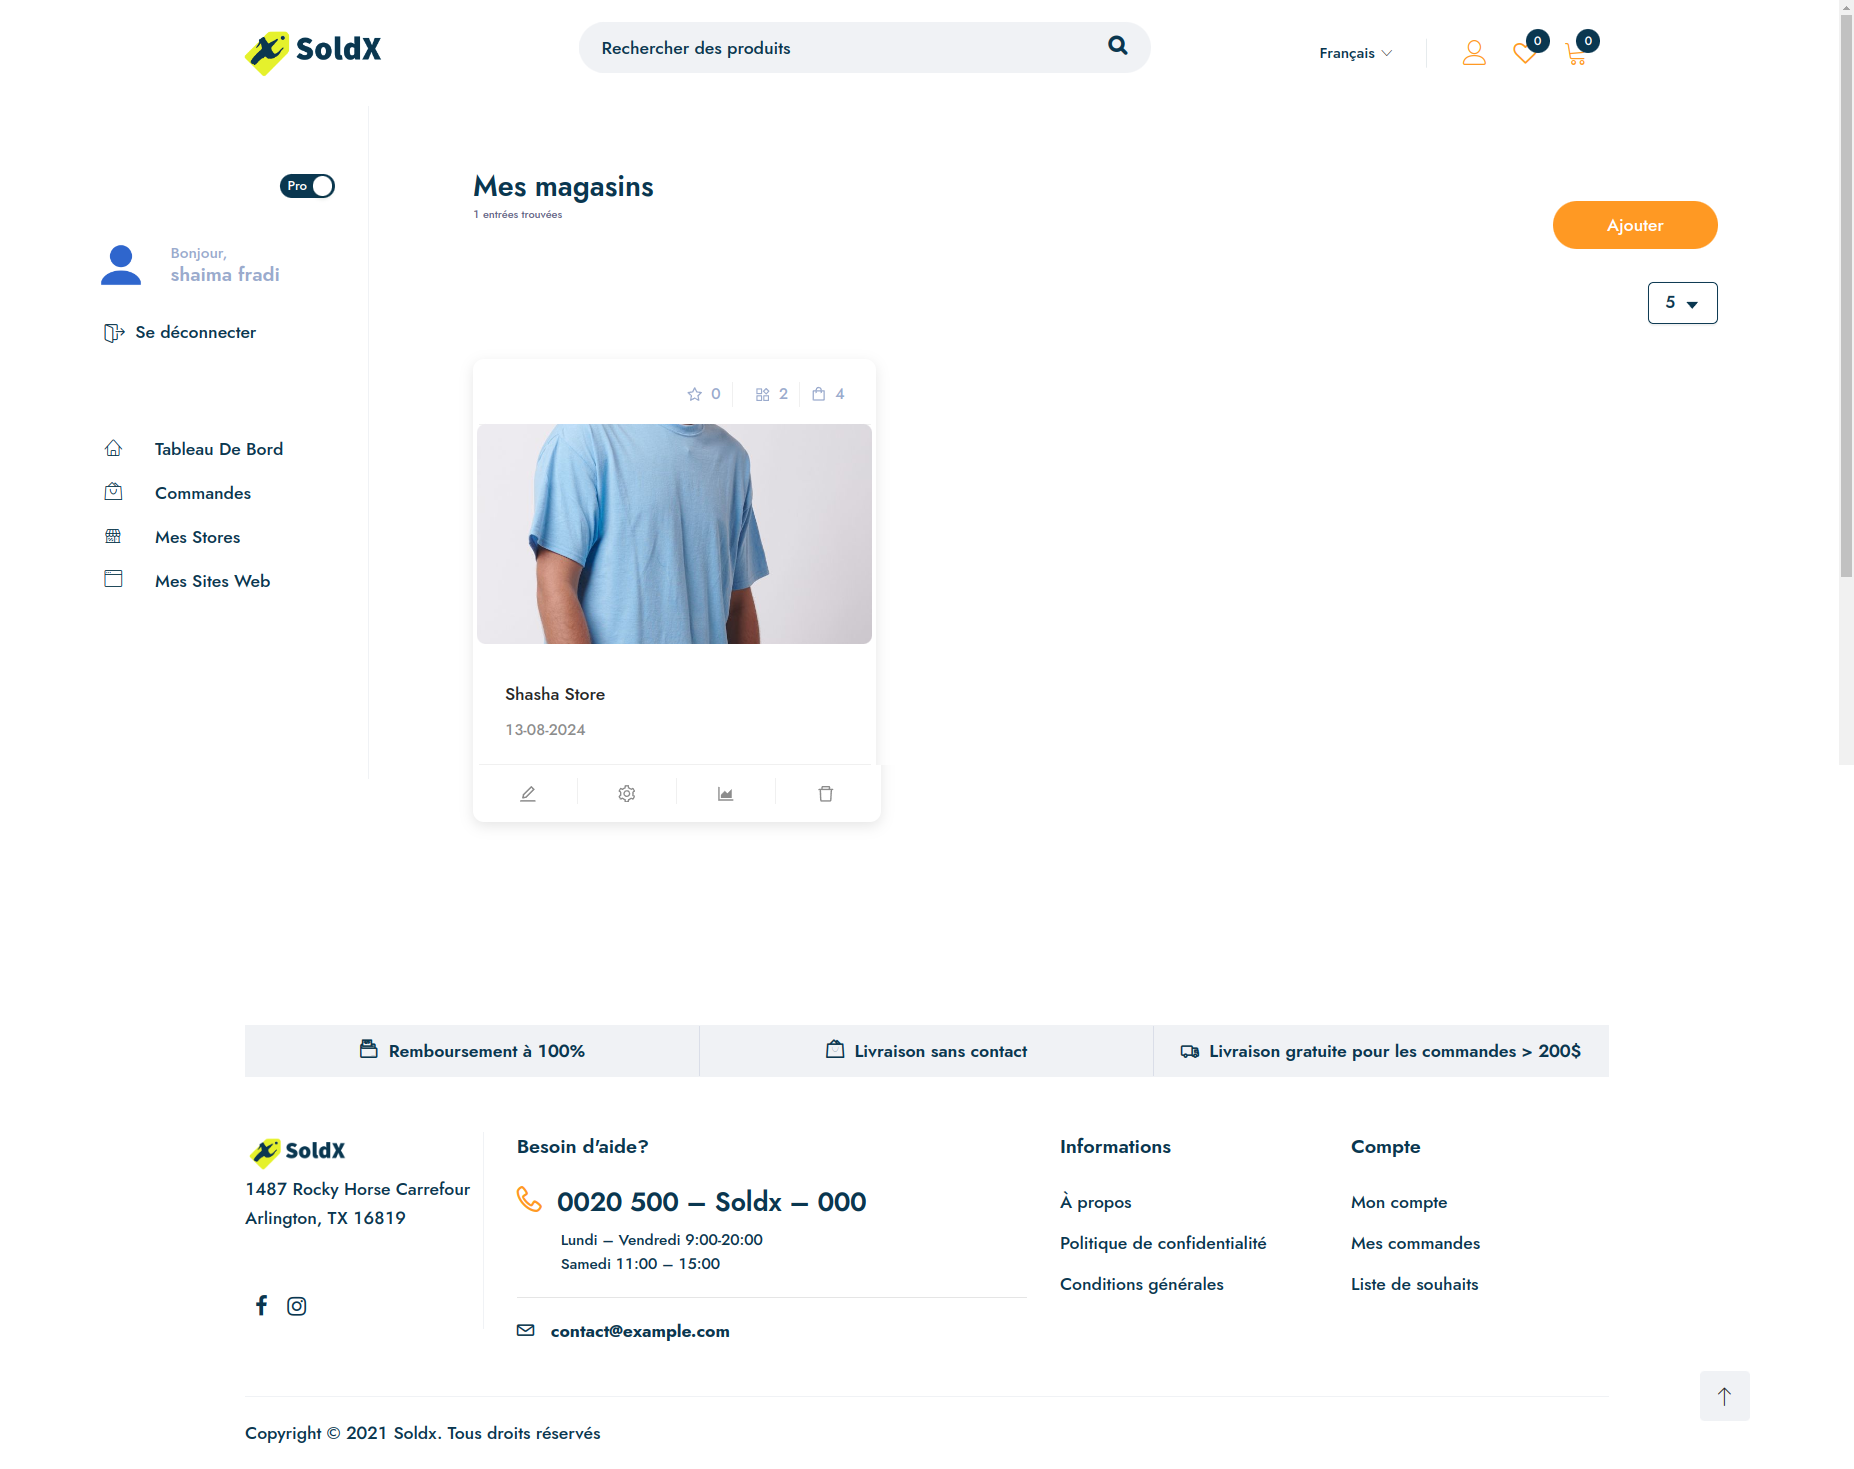 SoldX
Rechercher des produits
Français
0
0
Pro
Mes magasins
1 entrées trouvées
Ajouter
Bonjour,
shaima fradi
5
Se déconnecter
0 2 4
Tableau De Bord
Commandes
Mes Stores
Mes Sites Web
Shasha Store
13-08-2024
Remboursement à 100%
Livraison sans contact
Livraison gratuite pour les commandes > 200$
SoldX
1487 Rocky Horse Carrefour
Arlington, TX 16819
Besoin d'aide?
0020 500 – Soldx – 000
Lundi – Vendredi 9:00-20:00
Samedi 11:00 – 15:00
contact@example.com
Informations
À propos
Politique de confidentialité
Conditions générales
Compte
Mon compte
Mes commandes
Liste de souhaits
Copyright © 2021 Soldx. Tous droits réservés